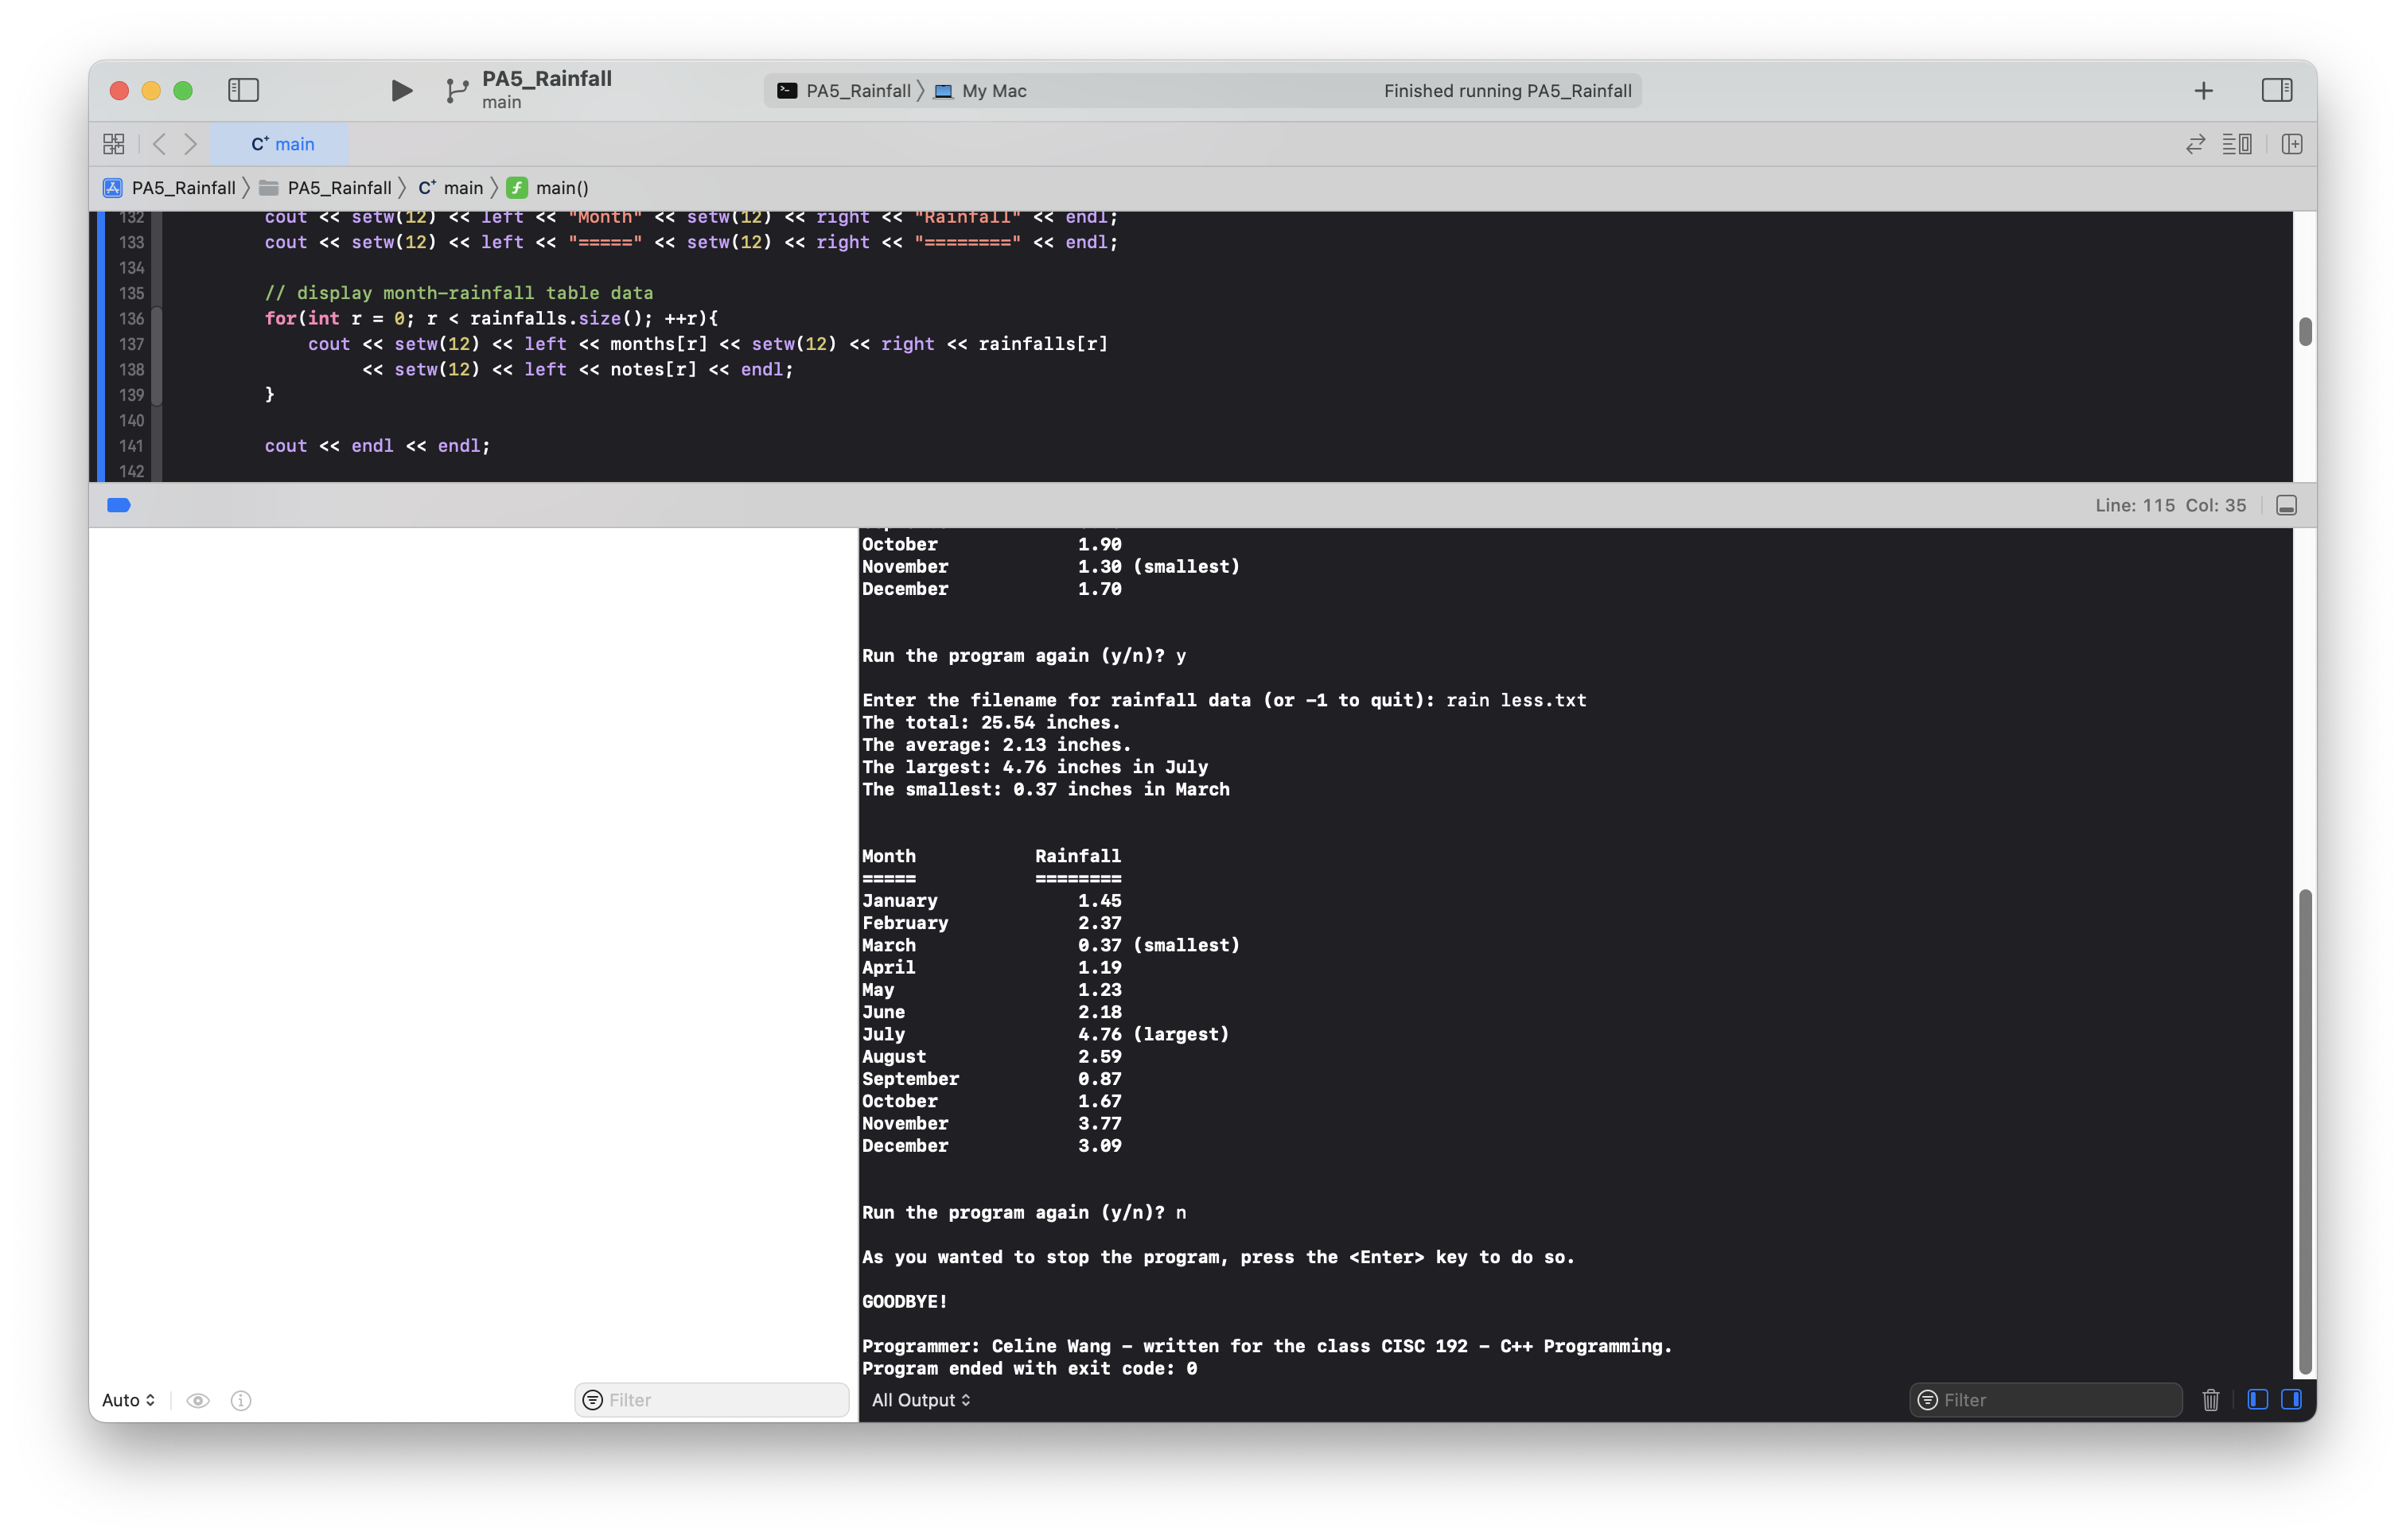 PA5_Rainfall
main
PA5_Rainfall
My Mac
Finished running PA5_Rainfall
C+ main
PA5_Rainfall
PA5_Rainfall
C+ main
main()
132 cout << setw(12) << left << "Month" << setw(12) << right << "Rainfall" << endl;
133 cout << setw(12) << left << "=====" << setw(12) << right << "========" << endl;
134
135 // display month-rainfall table data
136 for(int r = 0; r < rainfalls.size(); ++r){
137 cout << setw(12) << left << months[r] << setw(12) << right << rainfalls[r]
138 << setw(12) << left << notes[r] << endl;
139 }
140
141 cout << endl << endl;
142
Line: 115 Col: 35
October 1.90
November 1.30 (smallest)
December 1.70
Run the program again (y/n)? y
Enter the filename for rainfall data (or -1 to quit): rain less.txt
The total: 25.54 inches.
The average: 2.13 inches.
The largest: 4.76 inches in July
The smallest: 0.37 inches in March
Month Rainfall
===== ========
January 1.45
February 2.37
March 0.37 (smallest)
April 1.19
May 1.23
June 2.18
July 4.76 (largest)
August 2.59
September 0.87
October 1.67
November 3.77
December 3.09
Run the program again (y/n)? n
As you wanted to stop the program, press the <Enter> key to do so.
GOODBYE!
Programmer: Celine Wang - written for the class CISC 192 - C++ Programming.
Program ended with exit code: 0
Auto
Filter
All Output
Filter